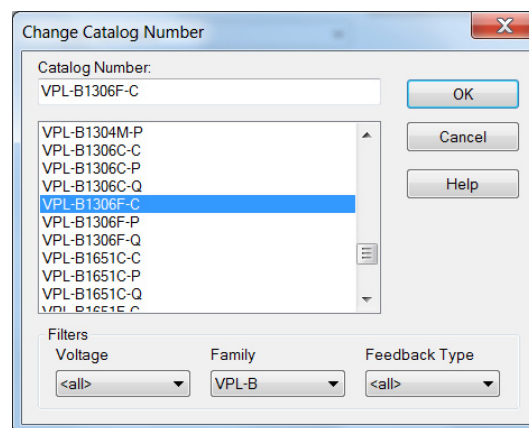 Change Catalog Number
Catalog Number:
VPL-B1306F-C
OK
VPL-B1304M-P
VPL-B1306C-C
VPL-B1306C-P
VPL-B1306C-Q
VPL-B1306F-C
VPL-B1306F-P
VPL-B1306F-Q
VPL-B1651C-C
VPL-B1651C-P
VPL-B1651C-Q
VPL-B1651F-C
Cancel
Help
Filters
Voltage Family Feedback Type
<all> VPL-B <all>